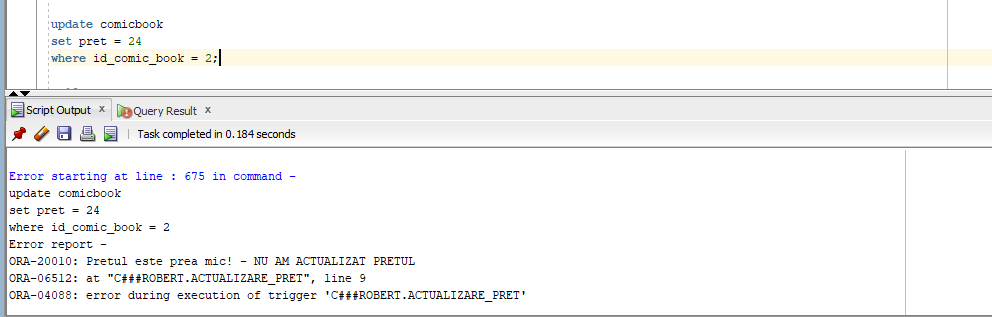 update comicbook
set pret = 24
where id_comic_book = 2;
Script Output x Query Result x
Task completed in 0.184 seconds
Error starting at line : 675 in command -
update comicbook
set pret = 24
where id_comic_book = 2
Error report -
ORA-20010: Pretul este prea mic! - NU AM ACTUALIZAT PRETUL
ORA-06512: at "C###ROBERT.ACTUALIZARE_PRET", line 9
ORA-04088: error during execution of trigger 'C###ROBERT.ACTUALIZARE_PRET'